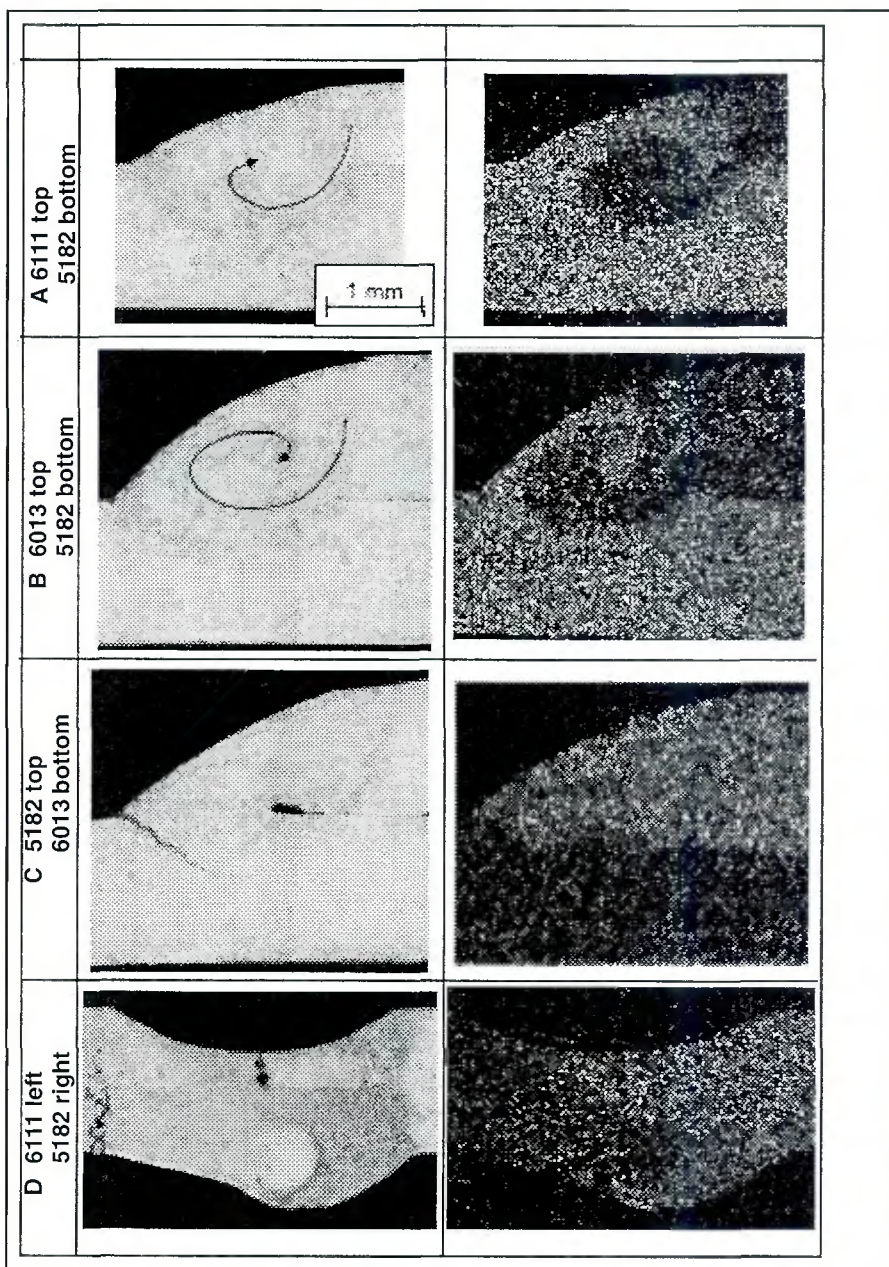 A 6111 top
5182 bottom
1 mm
B 6013 top
5182 bottom
C 5182 top
6013 bottom
D 6111 left
5182 right